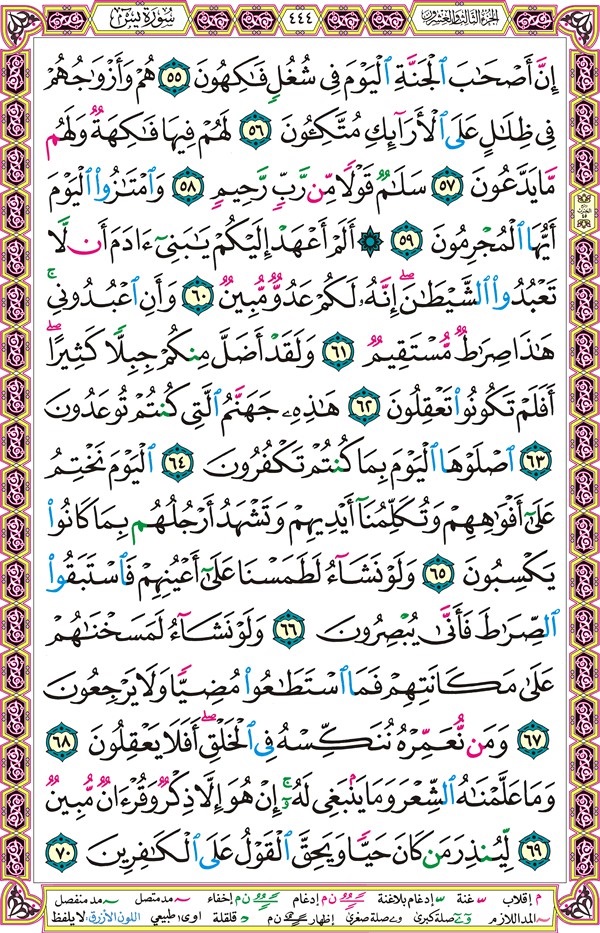 الجزء الثالث والعشرون ٤٤٤ سُورَةُ يسٓ
إِنَّ أَصْحَٰبَ ٱلْجَنَّةِ ٱلْيَوْمَ فِى شُغُلٍ فَٰكِهُونَ ٥٥ هُمْ وَأَزْوَٰجُهُمْ
فِى ظِلَٰلٍ عَلَى ٱلْأَرَآئِكِ مُتَّكِـُٔونَ ٥٦ لَهُمْ فِيهَا فَٰكِهَةٌ وَلَهُم
مَّا يَدَّعُونَ ٥٧ سَلَٰمٌ قَوْلًا مِّن رَّبٍّ رَّحِيمٍ ٥٨ وَٱمْتَٰزُوا۟ ٱلْيَوْمَ
أَيُّهَا ٱلْمُجْرِمُونَ ٥٩ ۞ أَلَمْ أَعْهَدْ إِلَيْكُمْ يَٰبَنِىٓ ءَادَمَ أَن لَّا
تَعْبُدُوا۟ ٱلشَّيْطَٰنَ ۖ إِنَّهُۥ لَكُمْ عَدُوٌّ مُّبِينٌ ٦٠ وَأَنِ ٱعْبُدُونِى ۚ
هَٰذَا صِرَٰطٌ مُّسْتَقِيمٌ ٦١ وَلَقَدْ أَضَلَّ مِنكُمْ جِبِلًّا كَثِيرًا ۖ
أَفَلَمْ تَكُونُوا۟ تَعْقِلُونَ ٦٢ هَٰذِهِۦ جَهَنَّمُ ٱلَّتِى كُنتُمْ تُوعَدُونَ
٦٣ ٱصْلَوْهَا ٱلْيَوْمَ بِمَا كُنتُمْ تَكْفُرُونَ ٦٤ ٱلْيَوْمَ نَخْتِمُ
عَلَىٰٓ أَفْوَٰهِهِمْ وَتُكَلِّمُنَآ أَيْدِيهِمْ وَتَشْهَدُ أَرْجُلُهُم بِمَا كَانُوا۟
يَكْسِبُونَ ٦٥ وَلَوْ نَشَآءُ لَطَمَسْنَا عَلَىٰٓ أَعْيُنِهِمْ فَٱسْتَبَقُوا۟
ٱلصِّرَٰطَ فَأَنَّىٰ يُبْصِرُونَ ٦٦ وَلَوْ نَشَآءُ لَمَسَخْنَٰهُمْ
عَلَىٰ مَكَانَتِهِمْ فَمَا ٱسْتَطَٰعُوا۟ مُضِيًّا وَلَا يَرْجِعُونَ
٦٧ وَمَن نُّعَمِّرْهُ نُنَكِّسْهُ فِى ٱلْخَلْقِ ۖ أَفَلَا يَعْقِلُونَ ٦٨
وَمَا عَلَّمْنَٰهُ ٱلشِّعْرَ وَمَا يَنۢبَغِى لَهُۥٓ ۚ إِنْ هُوَ إِلَّا ذِكْرٌ وَقُرْءَانٌ مُّبِينٌ
٦٩ لِّيُنذِرَ مَن كَانَ حَيًّا وَيَحِقَّ ٱلْقَوْلُ عَلَى ٱلْكَٰفِرِينَ ٧٠
م إقلاب غنة إدغام بلاغنة ن م إدغام ن م إخفاء مد متصل مد منفصل
المد اللازم صلة كبرى صلة صغرى إظهار ن م قلقلة اوى طبيعي اللون الأزرق: لا يلفظ